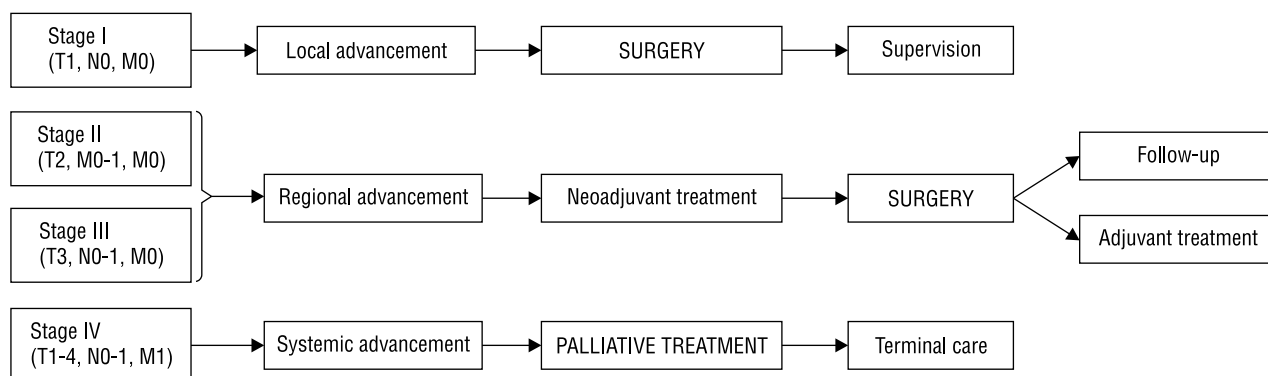 Stage I
(T1, N0, M0)
Local advancement
SURGERY
Supervision
Stage II
(T2, M0-1, M0)
Stage III
(T3, N0-1, M0)
Regional advancement
Neoadjuvant treatment
SURGERY
Follow-up
Adjuvant treatment
Stage IV
(T1-4, N0-1, M1)
Systemic advancement
PALLIATIVE TREATMENT
Terminal care